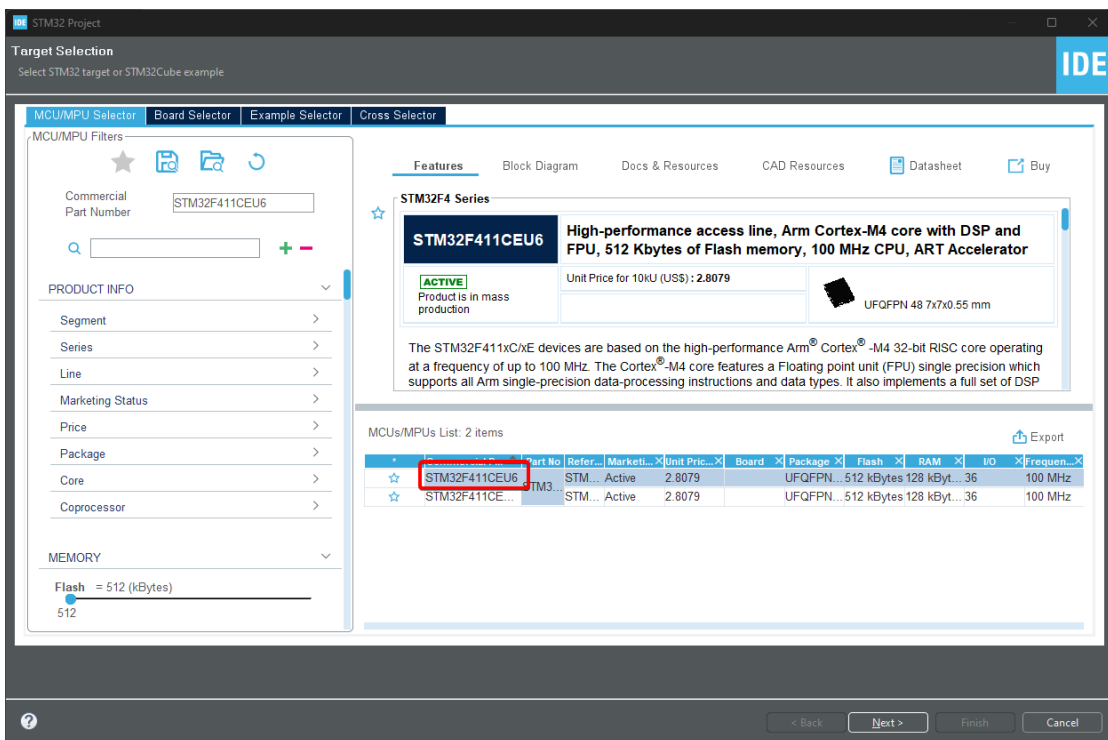 IDE STM32 Project
Target Selection
Select STM32 target or STM32Cube example
IDE
MCU/MPU Selector Board Selector Example Selector Cross Selector
MCU/MPU Filters
Features Block Diagram Docs & Resources CAD Resources Datasheet Buy
Commercial
Part Number
STM32F411CEU6
STM32F4 Series
STM32F411CEU6
High-performance access line, Arm Cortex-M4 core with DSP and
FPU, 512 Kbytes of Flash memory, 100 MHz CPU, ART Accelerator
ACTIVE
Product is in mass
production
Unit Price for 10kU (US$) : 2.8079
UFQFPN 48 7x7x0.55 mm
The STM32F411xC/xE devices are based on the high-performance Arm® Cortex® -M4 32-bit RISC core operating
at a frequency of up to 100 MHz. The Cortex®-M4 core features a Floating point unit (FPU) single precision which
supports all Arm single-precision data-processing instructions and data types. It also implements a full set of DSP
PRODUCT INFO
Segment
Series
Line
Marketing Status
Price
Package
Core
Coprocessor
MEMORY
Flash = 512 (kBytes)
512
MCUs/MPUs List: 2 items
Export
* Part No Refer... Marketi... X Unit Pric... X Board X Package X Flash X RAM X I/O X Frequen... X
STM32F411CEU6 STM3... STM... Active 2.8079 UFQFPN... 512 kBytes 128 kByt... 36 100 MHz
STM32F411CE... STM... Active 2.8079 UFQFPN... 512 kBytes 128 kByt... 36 100 MHz
? < Back Next > Finish Cancel